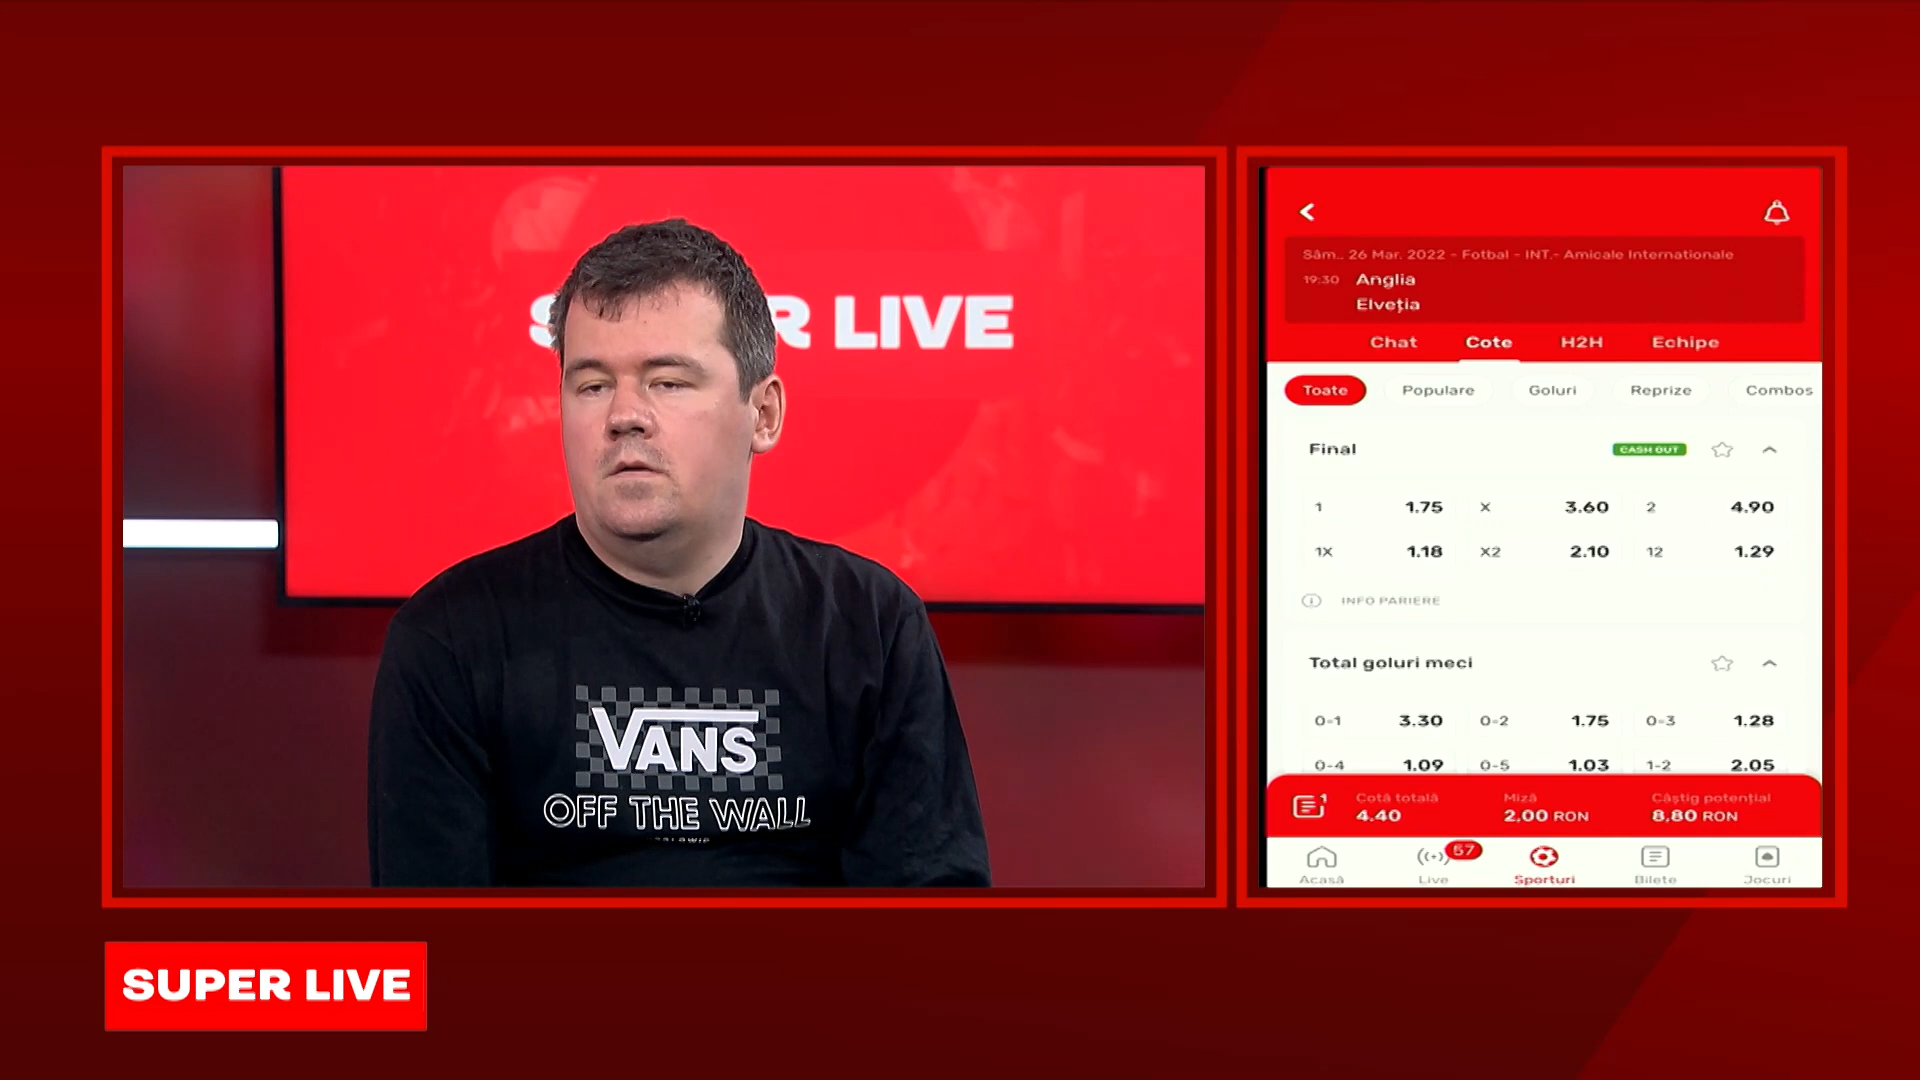 SUPER LIVE
VANS
OFF THE WALL
Sâm.. 26 Mar. 2022 - Fotbal - INT.- Amicale Internationale
19:30 Anglia
Elveția
Chat Cote H2H Echipe
Toate Populare Goluri Reprize Combos
Final CASH OUT
1 1.75 X 3.60 2 4.90
1X 1.18 X2 2.10 12 1.29
INFO PARIERE
Total goluri meci
0-1 3.30 0-2 1.75 0-3 1.28
0-4 1.09 0-5 1.03 1-2 2.05
1 Cotă totală Miză Câștig potențial
4.40 2,00 RON 8,80 RON
57
Acasă Live Sporturi Bilete Jocuri
SUPER LIVE